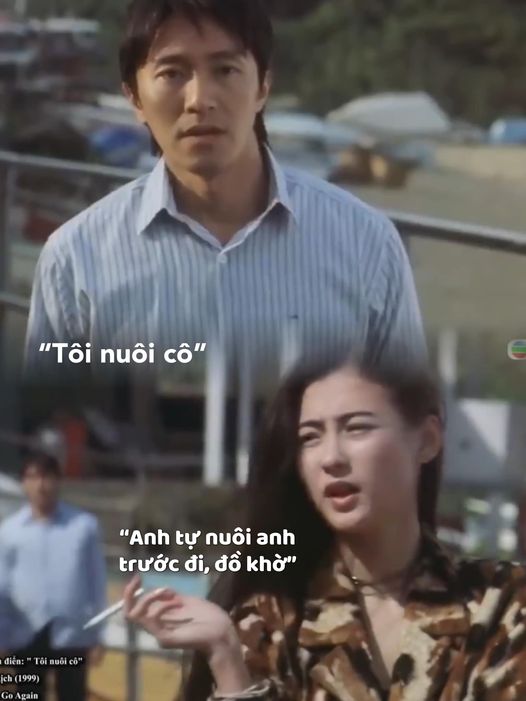 “Tôi nuôi cô”
“Anh tự nuôi anh
trước đi, đồ khờ”
điển: " Tôi nuôi cô"
ịch (1999)
Go Again